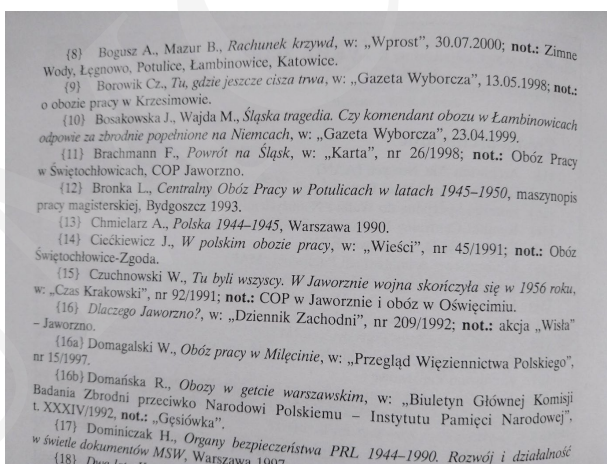 {8} Bogusz A., Mazur B., Rachunek krzywd, w: „Wprost”, 30.07.2000; not.: Zimne
Wody, Łęgnowo, Potulice, Łambinowice, Katowice.
{9} Borowik Cz., Tu, gdzie jeszcze cisza trwa, w: „Gazeta Wyborcza”, 13.05.1998; not.:
o obozie pracy w Krzesimowie.
{10} Bosakowska J., Wajda M., Śląska tragedia. Czy komendant obozu w Łambinowicach
odpowie za zbrodnie popełnione na Niemcach, w: „Gazeta Wyborcza”, 23.04.1999.
{11} Brachmann F., Powrót na Śląsk, w: „Karta”, nr 26/1998; not.: Obóz Pracy
w Świętochłowicach, COP Jaworzno.
{12} Bronka L., Centralny Obóz Pracy w Potulicach w latach 1945–1950, maszynopis
pracy magisterskiej, Bydgoszcz 1993.
{13} Chmielarz A., Polska 1944–1945, Warszawa 1990.
{14} Ciećkiewicz J., W polskim obozie pracy, w: „Wieści”, nr 45/1991; not.: Obóz
Świętochłowice-Zgoda.
{15} Czuchnowski W., Tu byli wszyscy. W Jaworznie wojna skończyła się w 1956 roku,
w: „Czas Krakowski”, nr 92/1991; not.: COP w Jaworznie i obóz w Oświęcimiu.
{16} Dlaczego Jaworzno?, w: „Dziennik Zachodni”, nr 209/1992; not.: akcja „Wisła”
– Jaworzno.
{16a} Domagalski W., Obóz pracy w Milęcinie, w: „Przegląd Więziennictwa Polskiego”,
nr 15/1997.
{16b} Domańska R., Obozy w getcie warszawskim, w: „Biuletyn Głównej Komisji
Badania Zbrodni przeciwko Narodowi Polskiemu – Instytutu Pamięci Narodowej”,
t. XXXIV/1992, not.: „Gęsiówka”.
{17} Dominiczak H., Organy bezpieczeństwa PRL 1944–1990. Rozwój i działalność
w świetle dokumentów MSW, Warszawa 1997.
{18}